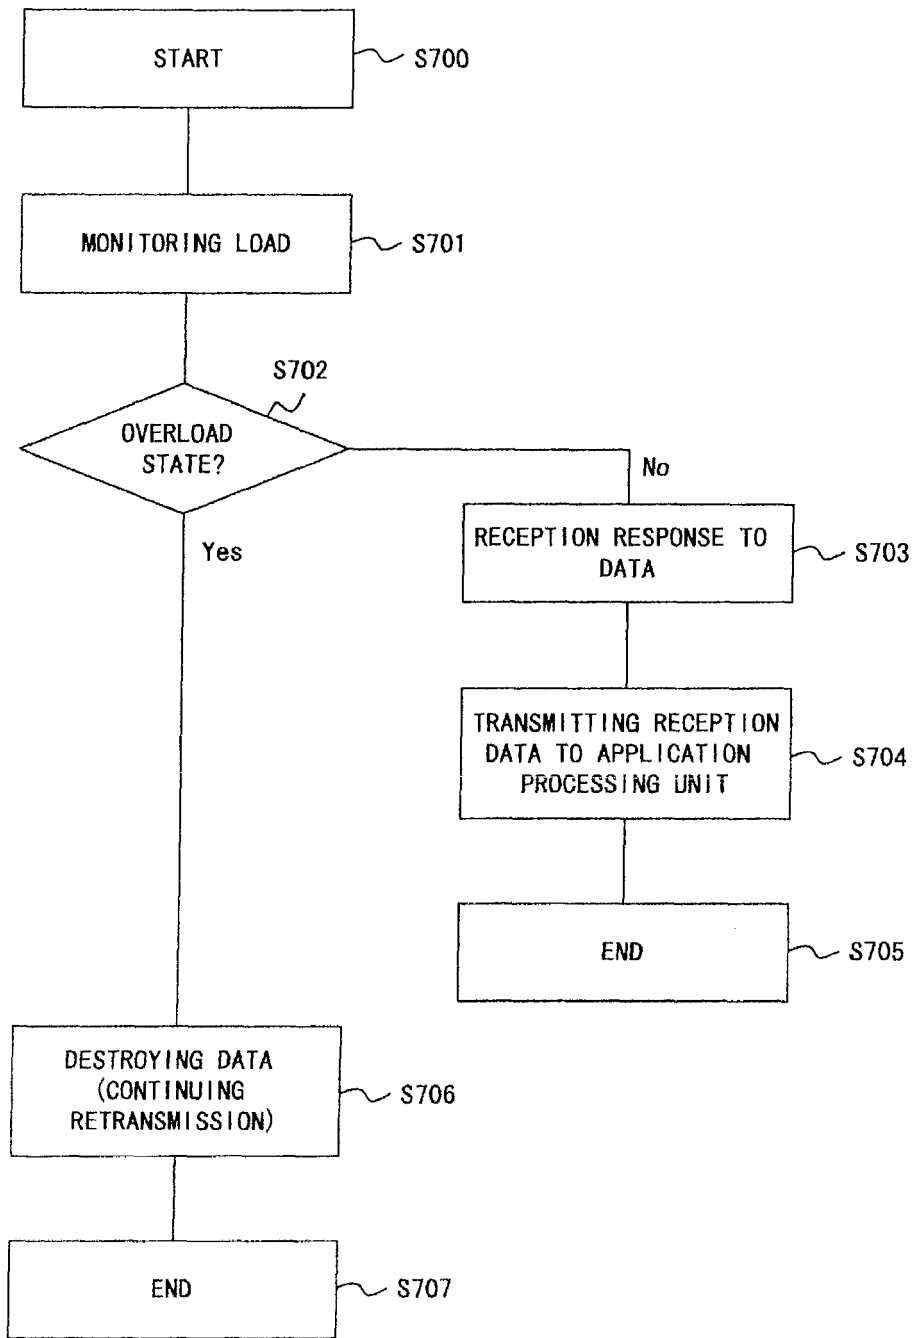 START
S700
MONITORING LOAD
S701
S702
OVERLOAD
STATE?
No
Yes
RECEPTION RESPONSE TO
DATA
S703
TRANSMITTING RECEPTION
DATA TO APPLICATION
PROCESSING UNIT
S704
END
S705
DESTROYING DATA
(CONTINUING
RETRANSMISSION)
S706
END
S707